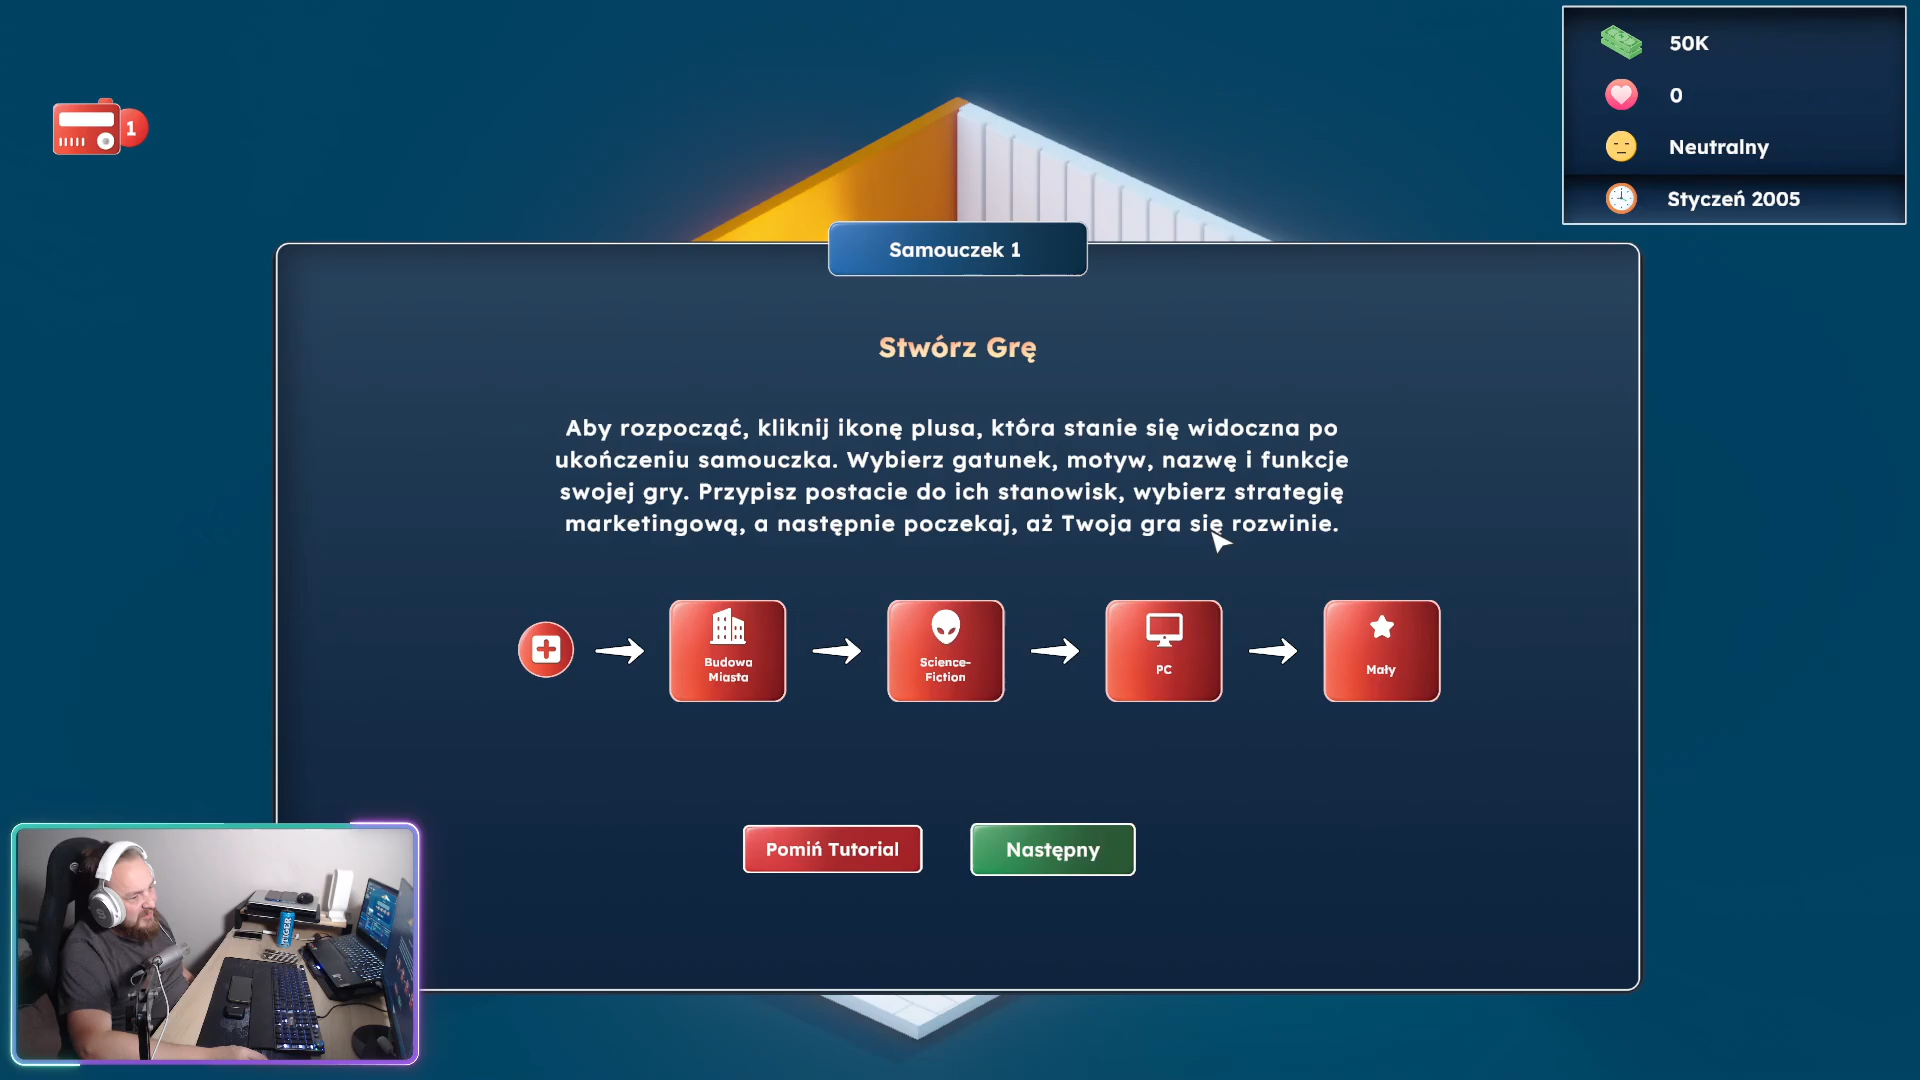 50K
0
Neutralny
Styczeń 2005
1
Samouczek 1
Stwórz Grę
Aby rozpocząć, kliknij ikonę plusa, która stanie się widoczna po
ukończeniu samouczka. Wybierz gatunek, motyw, nazwę i funkcje
swojej gry. Przypisz postacie do ich stanowisk, wybierz strategię
marketingową, a następnie poczekaj, aż Twoja gra się rozwinie.
Budowa
Miasta
Science-
Fiction
PC
Mały
Pomiń Tutorial
Następny
TIGER